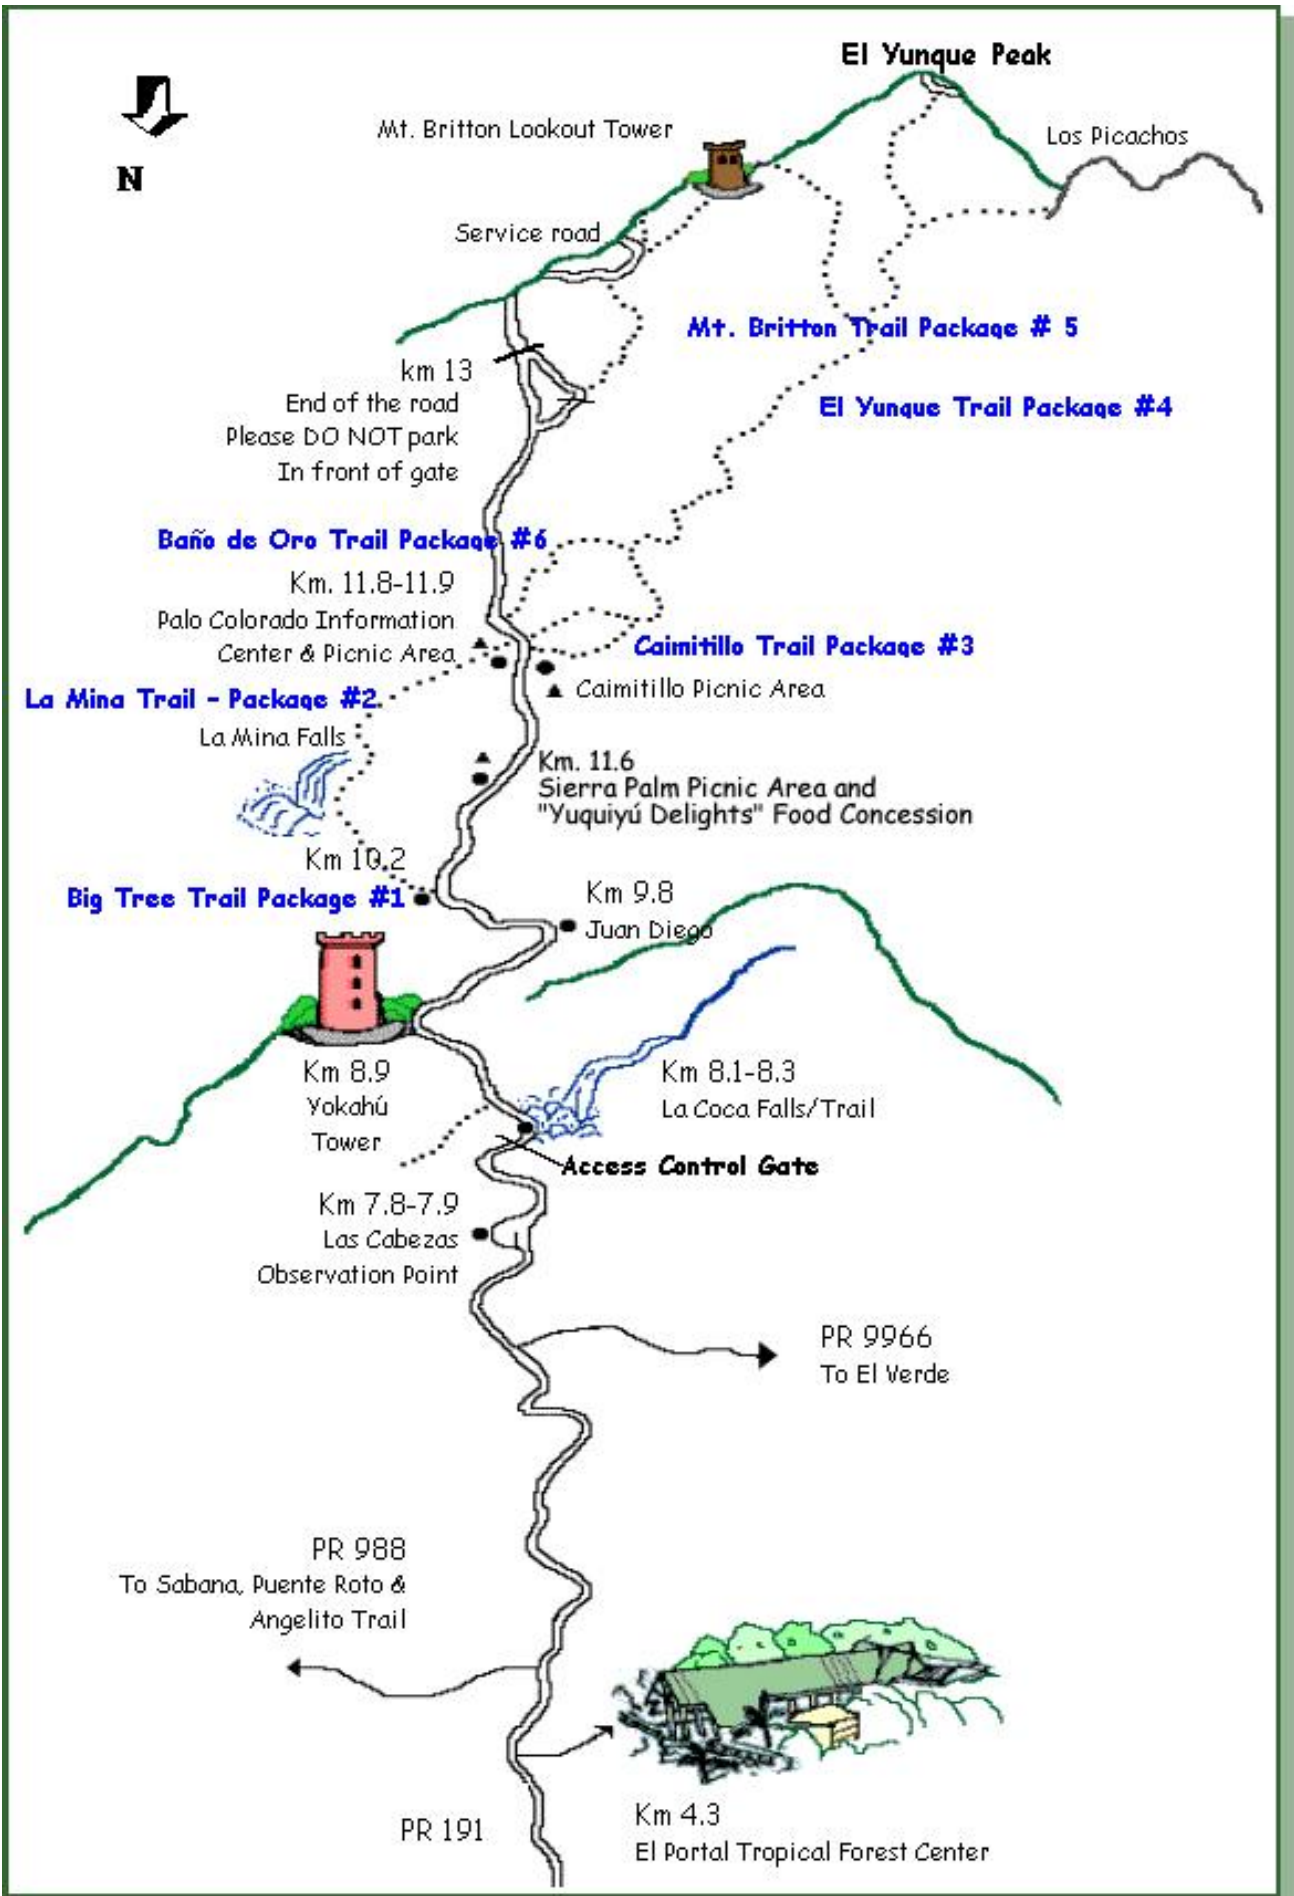 El Yunque Peak
Mt. Britton Lookout Tower
Los Picachos
N
Service road
Mt. Britton Trail Package # 5
km 13
End of the road
Please DO NOT park
In front of gate
El Yunque Trail Package #4
Baño de Oro Trail Package #6
Km. 11.8-11.9
Palo Colorado Information
Center & Picnic Area
Caimitillo Trail Package #3
Caimitillo Picnic Area
La Mina Trail - Package #2
La Mina Falls
Km. 11.6
Sierra Palm Picnic Area and
"Yuquiyú Delights" Food Concession
Km 10.2
Big Tree Trail Package #1
Km 9.8
Juan Diego
Km 8.9
Yokahú
Tower
Km 8.1-8.3
La Coca Falls/Trail
Access Control Gate
Km 7.8-7.9
Las Cabezas
Observation Point
PR 9966
To El Verde
PR 988
To Sabana, Puente Roto &
Angelito Trail
PR 191
Km 4.3
El Portal Tropical Forest Center